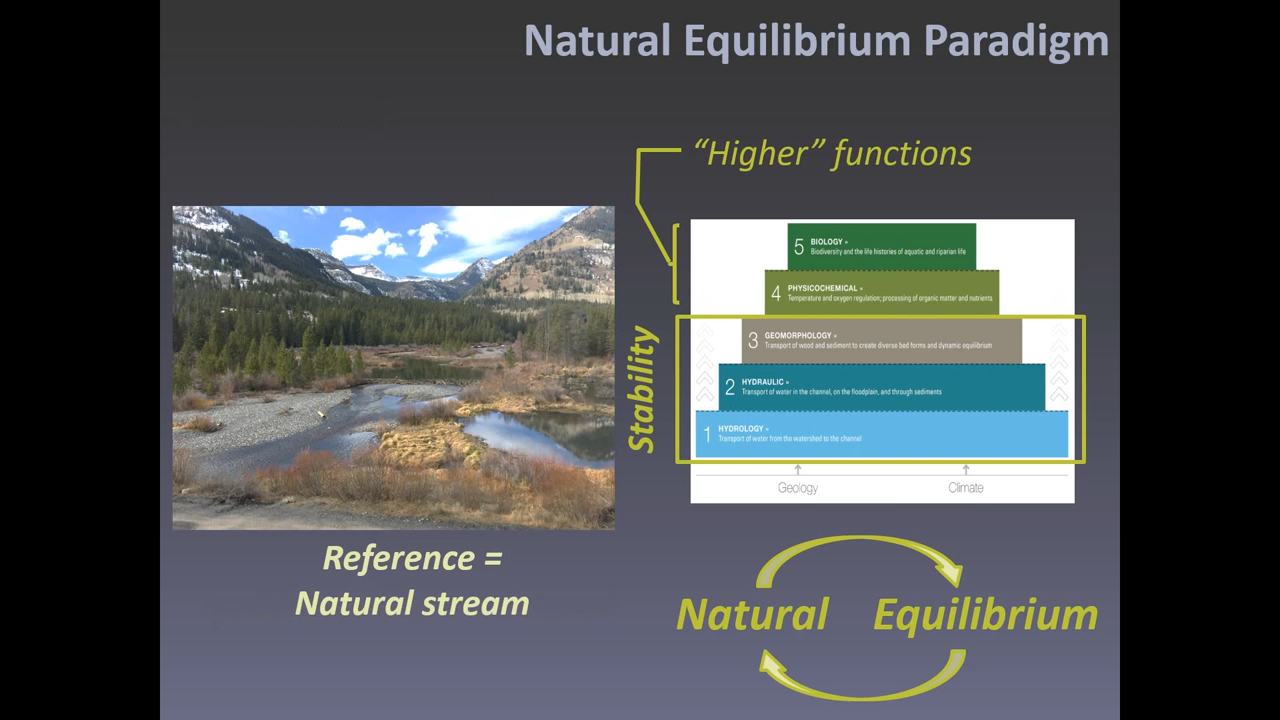 Natural Equilibrium Paradigm
“Higher” functions
Stability
5 BIOLOGY »
Biodiversity and the life histories of aquatic and riparian life
4 PHYSICOCHEMICAL »
Temperature and oxygen regulation; processing of organic matter and nutrients
3 GEOMORPHOLOGY »
Transport of wood and sediment to create diverse bed forms and dynamic equilibrium
2 HYDRAULIC »
Transport of water in the channel, on the floodplain, and through sediments
1 HYDROLOGY »
Transport of water from the watershed to the channel
Geology Climate
Reference =
Natural stream
Natural Equilibrium